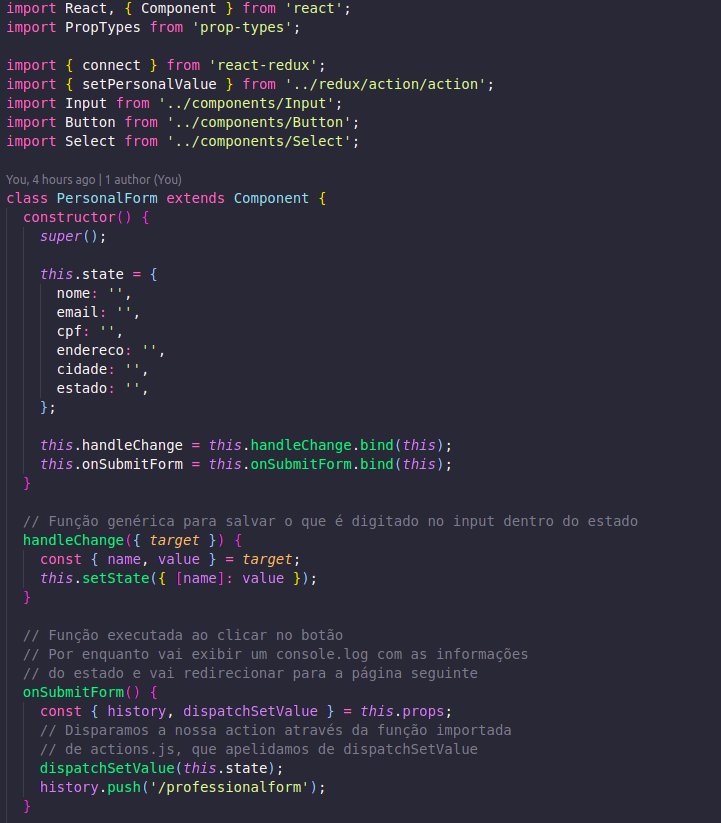 import React, { Component } from 'react';
import PropTypes from 'prop-types';
import { connect } from 'react-redux';
import { setPersonalValue } from '../redux/action/action';
import Input from '../components/Input';
import Button from '../components/Button';
import Select from '../components/Select';
You, 4 hours ago | 1 author (You)
class PersonalForm extends Component {
  constructor() {
    super();
    this.state = {
      nome: '',
      email: '',
      cpf: '',
      endereco: '',
      cidade: '',
      estado: '',
    };
    this.handleChange = this.handleChange.bind(this);
    this.onSubmitForm = this.onSubmitForm.bind(this);
  }
  // Função genérica para salvar o que é digitado no input dentro do estado
  handleChange({ target }) {
    const { name, value } = target;
    this.setState({ [name]: value });
  }
  // Função executada ao clicar no botão
  // Por enquanto vai exibir um console.log com as informações
  // do estado e vai redirecionar para a página seguinte
  onSubmitForm() {
    const { history, dispatchSetValue } = this.props;
    // Disparamos a nossa action através da função importada
    // de actions.js, que apelidamos de dispatchSetValue
    dispatchSetValue(this.state);
    history.push('/professionalform');
  }